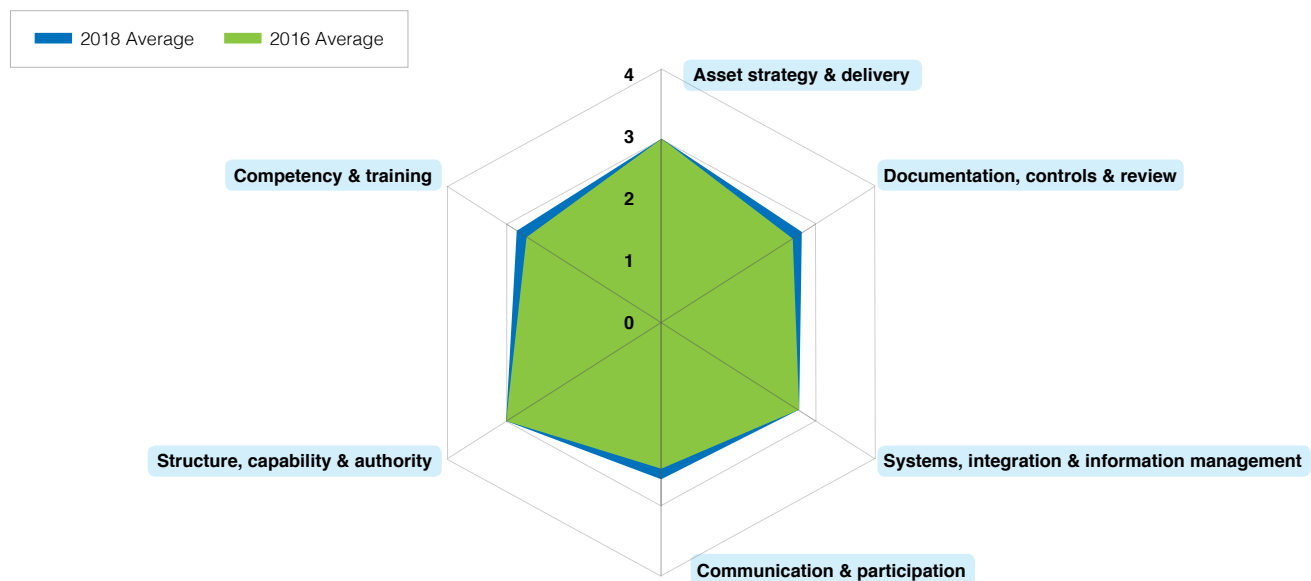 2018 Average
2016 Average
4
Asset strategy & delivery
3
Competency & training
Documentation, controls & review
2
1
0
Structure, capability & authority
Systems, integration & information management
Communication & participation